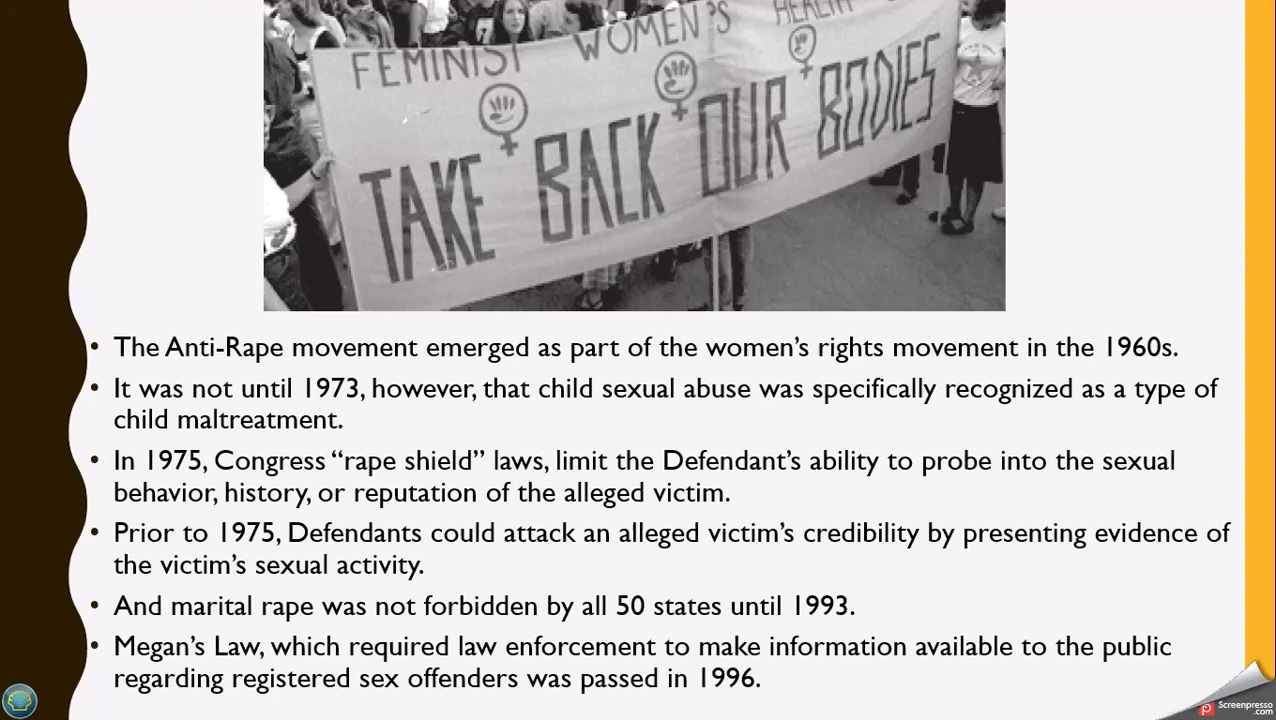 FEMINIST WOMEN'S HEALTH
TAKE BACK OUR BODIES
• The Anti-Rape movement emerged as part of the women's rights movement in the 1960s.
• It was not until 1973, however, that child sexual abuse was specifically recognized as a type of
child maltreatment.
• In 1975, Congress “rape shield” laws, limit the Defendant's ability to probe into the sexual
behavior, history, or reputation of the alleged victim.
• Prior to 1975, Defendants could attack an alleged victim's credibility by presenting evidence of
the victim's sexual activity.
• And marital rape was not forbidden by all 50 states until 1993.
• Megan's Law, which required law enforcement to make information available to the public
regarding registered sex offenders was passed in 1996.
Screenpresso
.com